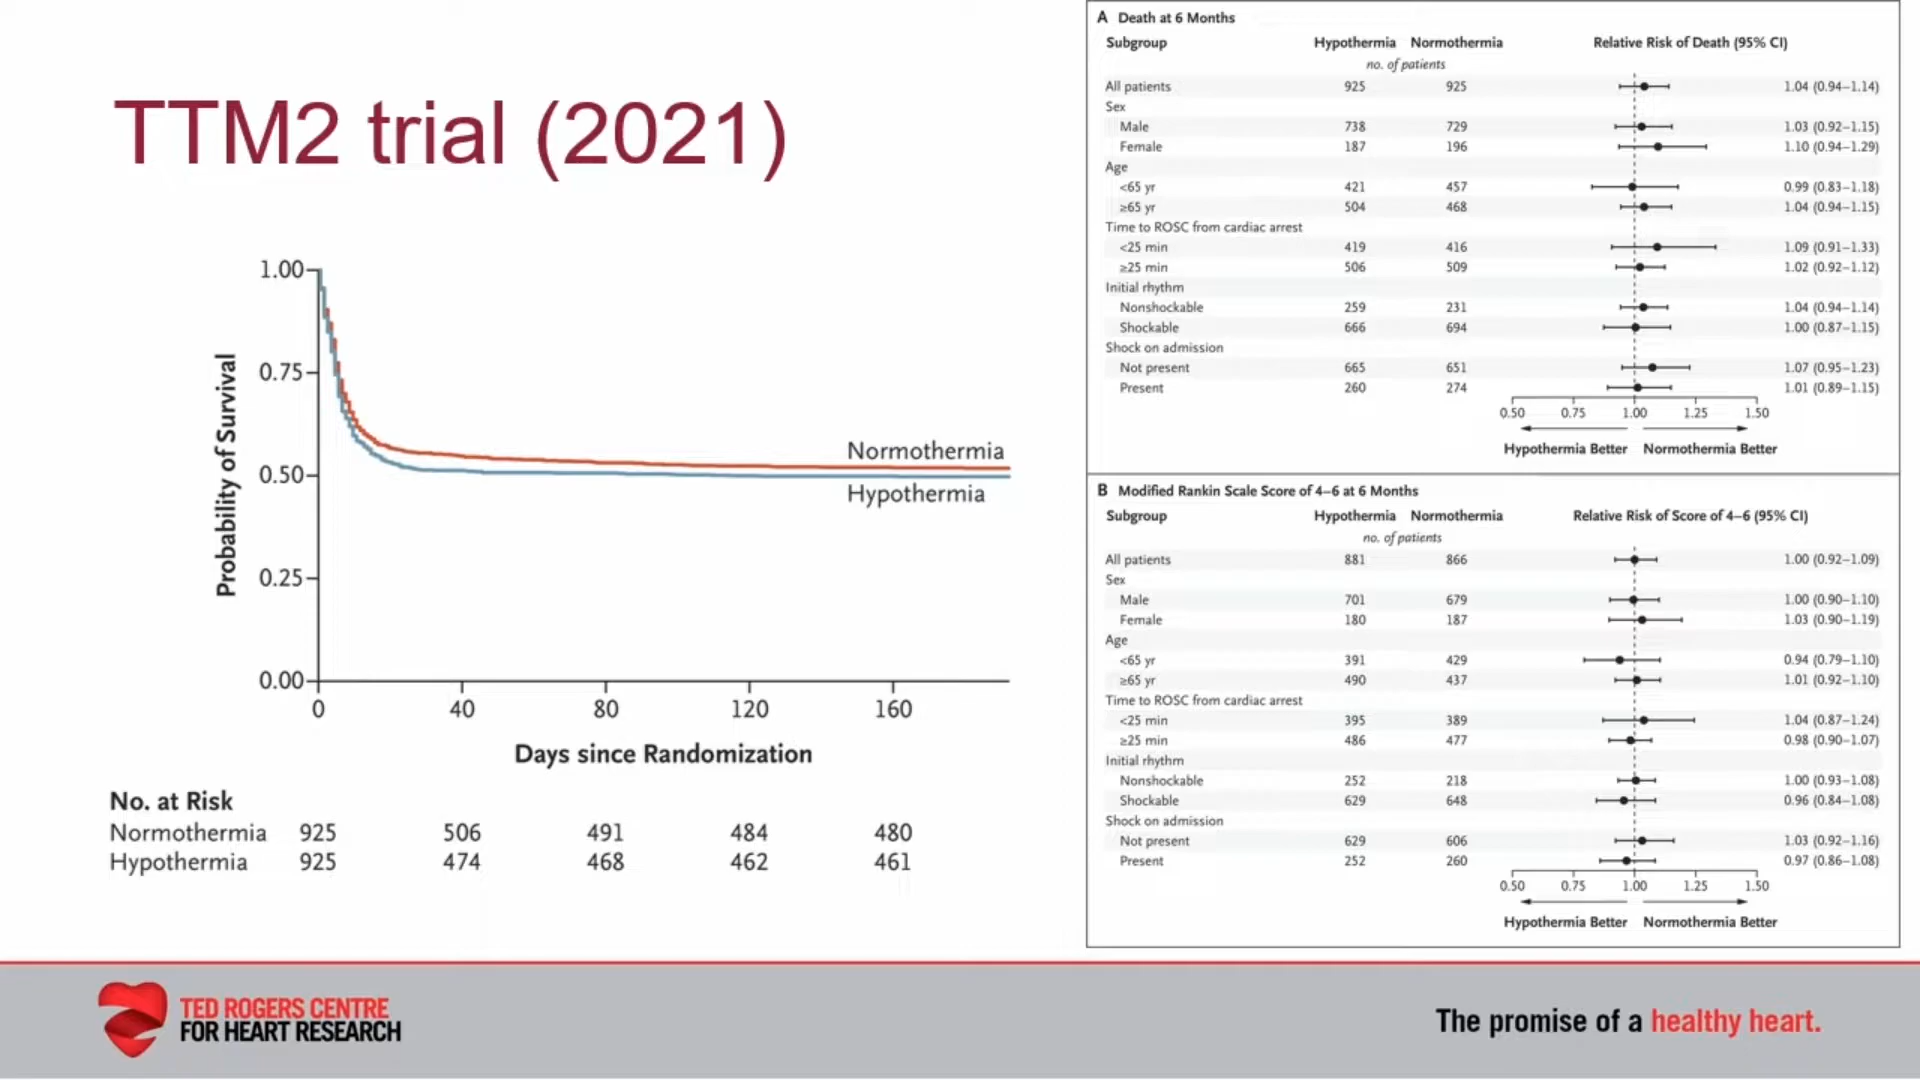 TTM2 trial (2021)
1.00
0.75
0.50
0.25
0.00
Probability of Survival
Normothermia
Hypothermia
0 40 80 120 160
Days since Randomization
No. at Risk
Normothermia 925 506 491 484 480
Hypothermia 925 474 468 462 461
A Death at 6 Months
Subgroup Hypothermia Normothermia Relative Risk of Death (95% CI)
no. of patients
All patients 925 925 1.04 (0.94–1.14)
Sex
Male 738 729 1.03 (0.92–1.15)
Female 187 196 1.10 (0.94–1.29)
Age
<65 yr 421 457 0.99 (0.83–1.18)
≥65 yr 504 468 1.04 (0.94–1.15)
Time to ROSC from cardiac arrest
<25 min 419 416 1.09 (0.91–1.33)
≥25 min 506 509 1.02 (0.92–1.12)
Initial rhythm
Nonshockable 259 231 1.04 (0.94–1.14)
Shockable 666 694 1.00 (0.87–1.15)
Shock on admission
Not present 665 651 1.07 (0.95–1.23)
Present 260 274 1.01 (0.89–1.15)
0.50 0.75 1.00 1.25 1.50
Hypothermia Better Normothermia Better
B Modified Rankin Scale Score of 4–6 at 6 Months
Subgroup Hypothermia Normothermia Relative Risk of Score of 4–6 (95% CI)
no. of patients
All patients 881 866 1.00 (0.92–1.09)
Sex
Male 701 679 1.00 (0.90–1.10)
Female 180 187 1.03 (0.90–1.19)
Age
<65 yr 391 429 0.94 (0.79–1.10)
≥65 yr 490 437 1.01 (0.92–1.10)
Time to ROSC from cardiac arrest
<25 min 395 389 1.04 (0.87–1.24)
≥25 min 486 477 0.98 (0.90–1.07)
Initial rhythm
Nonshockable 252 218 1.00 (0.93–1.08)
Shockable 629 648 0.96 (0.84–1.08)
Shock on admission
Not present 629 606 1.03 (0.92–1.16)
Present 252 260 0.97 (0.86–1.08)
0.50 0.75 1.00 1.25 1.50
Hypothermia Better Normothermia Better
TED ROGERS CENTRE
FOR HEART RESEARCH
The promise of a healthy heart.